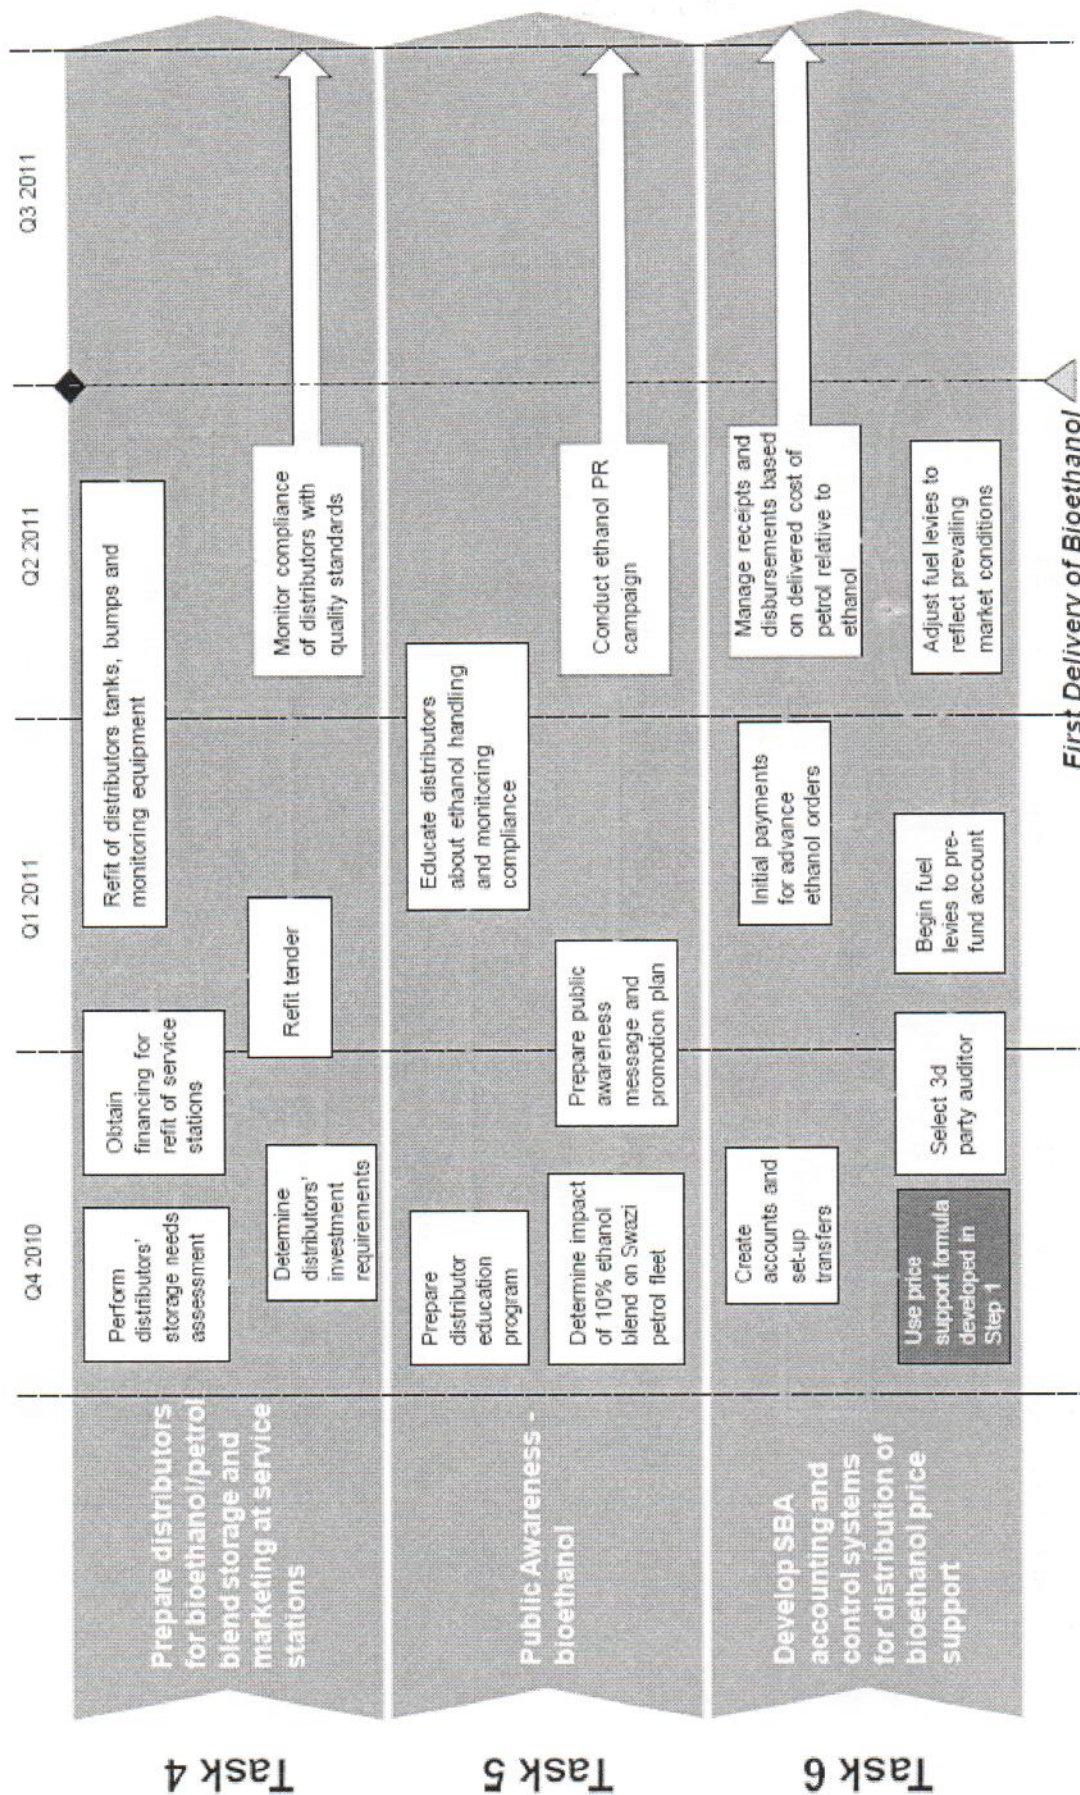 Q4 2010
Q1 2011
Q2 2011
Q3 2011
Task 4
Prepare distributors
for bioethanol/petrol
blend storage and
marketing at service
stations
Perform
distributors'
storage needs
assessment
Obtain
financing for
refit of service
stations
Refit of distributors tanks, bumps and
monitoring equipment
Determine
distributors'
investment
requirements
Refit tender
Monitor compliance
of distributors with
quality standards
Task 5
Public Awareness -
bioethanol
Prepare
distributor
education
program
Educate distributors
about ethanol handling
and monitoring
compliance
Determine impact
of 10% ethanol
blend on Swazi
petrol fleet
Prepare public
awareness
message and
promotion plan
Conduct ethanol PR
campaign
Task 6
Develop SBA
accounting and
control systems
for distribution of
bioethanol price
support
Create
accounts and
set-up
transfers
Initial payments
for advance
ethanol orders
Manage receipts and
disbursements based
on delivered cost of
petrol relative to
ethanol
Use price
support formula
developed in
Step 1
Select 3d
party auditor
Begin fuel
levies to pre-
fund account
Adjust fuel levies to
reflect prevailing
market conditions
First Delivery of Bioethanol